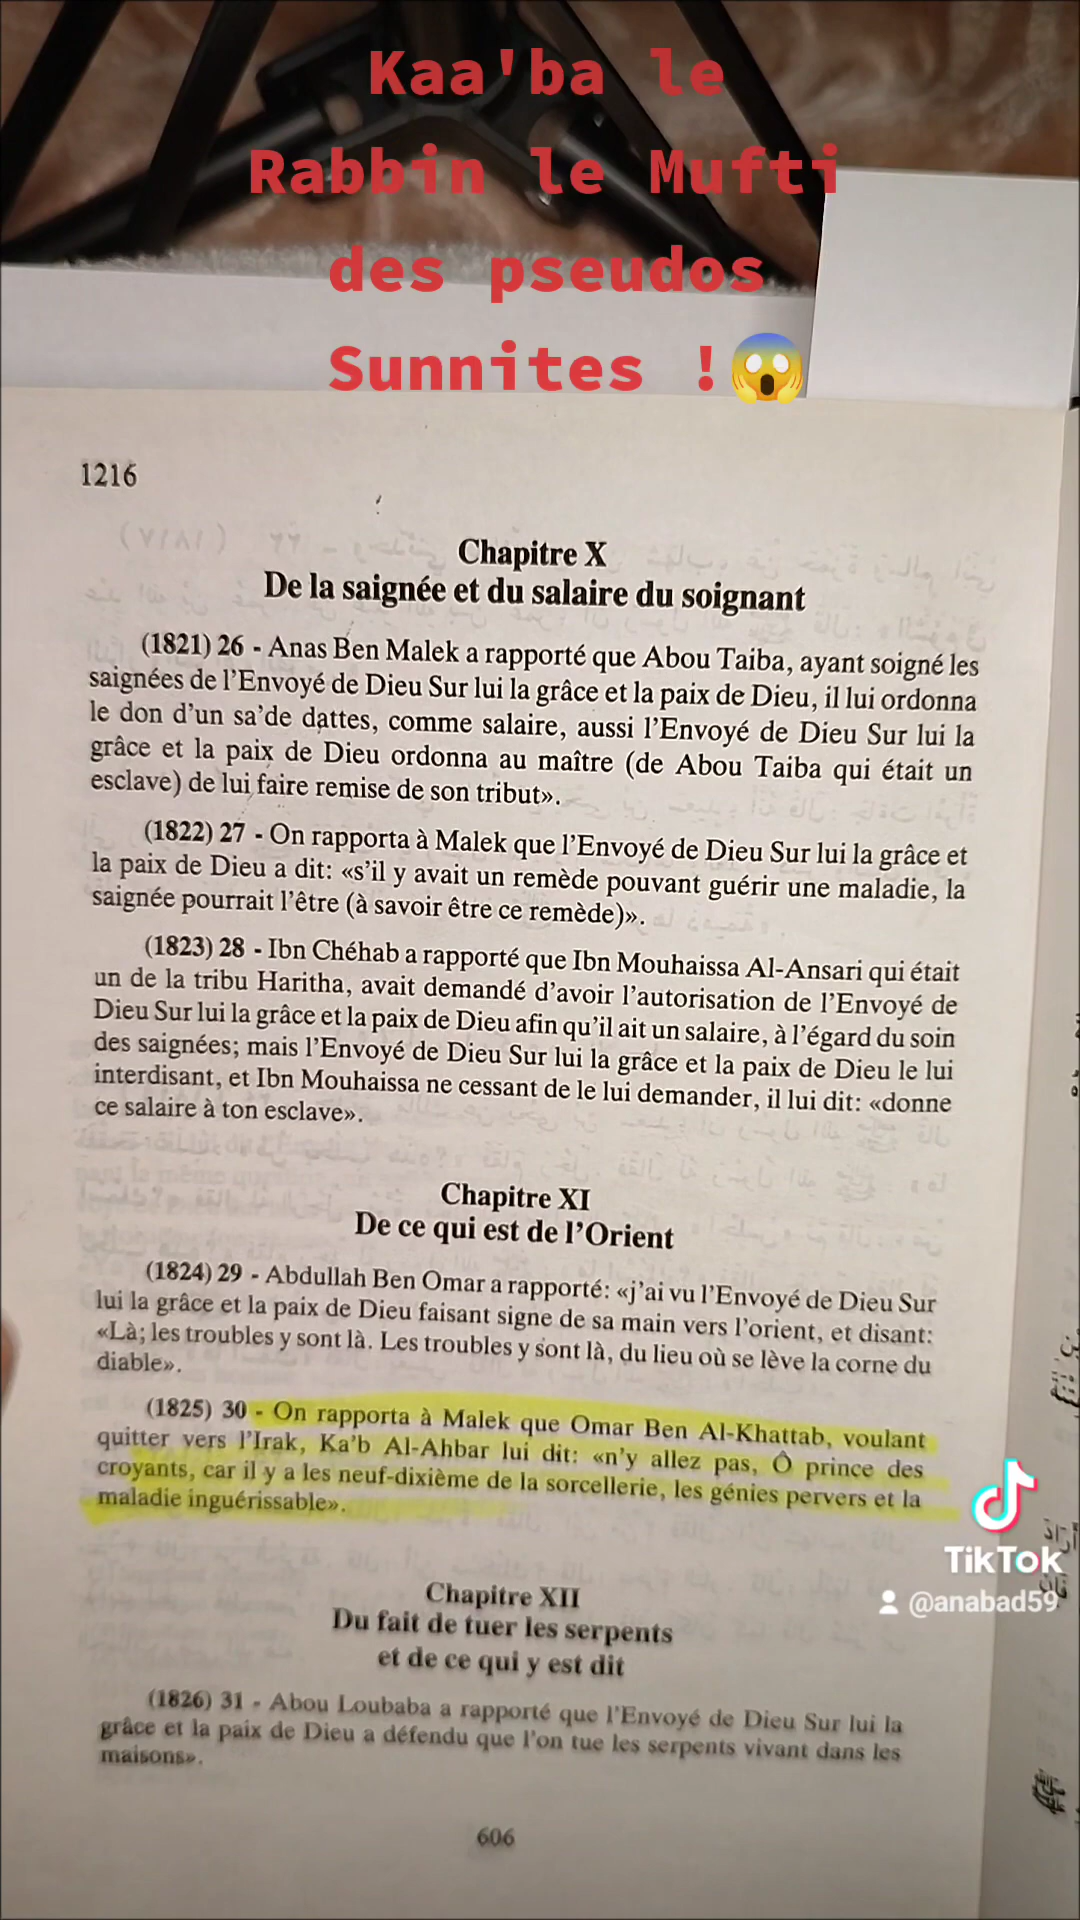 Kaa'ba le
Rabbin le Mufti
des pseudos
Sunnites !😱
1216
Chapitre X
De la saignée et du salaire du soignant
(1821) 26 - Anas Ben Malek a rapporté que Abou Taiba, ayant soigné les
saignées de l’Envoyé de Dieu Sur lui la grâce et la paix de Dieu, il lui ordonna
le don d’un sa’de dattes, comme salaire, aussi l’Envoyé de Dieu Sur lui la
grâce et la paix de Dieu ordonna au maître (de Abou Taiba qui était un
esclave) de lui faire remise de son tribut».
(1822) 27 - On rapporta à Malek que l’Envoyé de Dieu Sur lui la grâce et
la paix de Dieu a dit: «s’il y avait un remède pouvant guérir une maladie, la
saignée pourrait l’être (à savoir être ce remède)».
(1823) 28 - Ibn Chéhab a rapporté que Ibn Mouhaissa Al-Ansari qui était
un de la tribu Haritha, avait demandé d’avoir l’autorisation de l’Envoyé de
Dieu Sur lui la grâce et la paix de Dieu afin qu’il ait un salaire, à l’égard du soin
des saignées; mais l’Envoyé de Dieu Sur lui la grâce et la paix de Dieu le lui
interdisant, et Ibn Mouhaissa ne cessant de le lui demander, il lui dit: «donne
ce salaire à ton esclave».
Chapitre XI
De ce qui est de l’Orient
(1824) 29 - Abdullah Ben Omar a rapporté: «j’ai vu l’Envoyé de Dieu Sur
lui la grâce et la paix de Dieu faisant signe de sa main vers l’orient, et disant:
«Là; les troubles y sont là. Les troubles y sont là, du lieu où se lève la corne du
diable».
(1825) 30 - On rapporta à Malek que Omar Ben Al-Khattab, voulant
quitter vers l’Irak, Ka’b Al-Ahbar lui dit: «n’y allez pas, Ô prince des
croyants, car il y a les neuf-dixième de la sorcellerie, les génies pervers et la
maladie inguérissable».
Chapitre XII
Du fait de tuer les serpents
et de ce qui y est dit
(1826) 31 - Abou Loubaba a rapporté que l’Envoyé de Dieu Sur lui la
grâce et la paix de Dieu a défendu que l’on tue les serpents vivant dans les
maisons».
606
TikTok
@anabad59